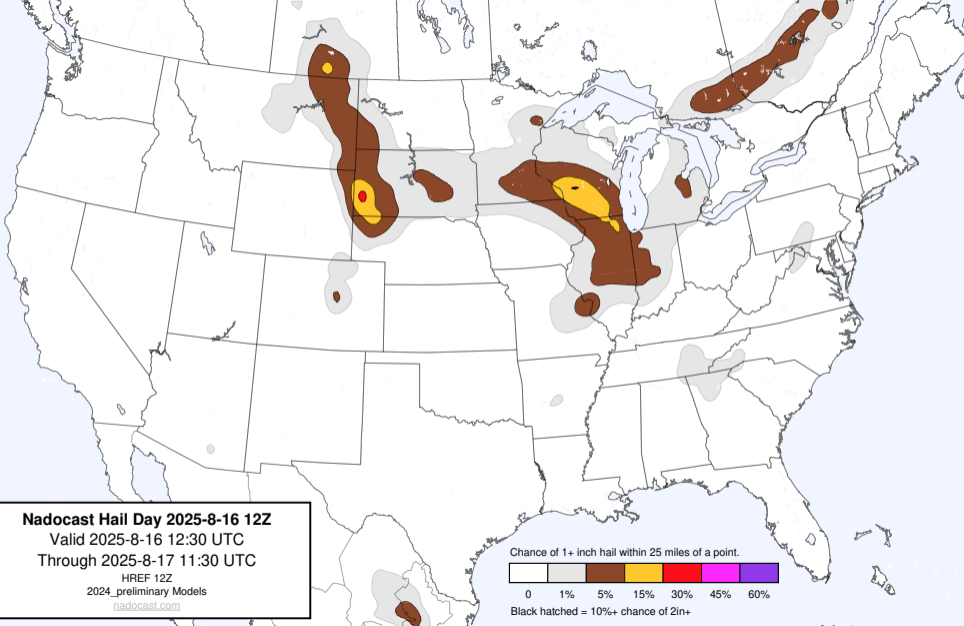 Nadocast Hail Day 2025-8-16 12Z
Valid 2025-8-16 12:30 UTC
Through 2025-8-17 11:30 UTC
HREF 12Z
2024_preliminary Models
nadocast.com
Chance of 1+ inch hail within 25 miles of a point.
0 1% 5% 15% 30% 45% 60%
Black hatched = 10%+ chance of 2in+